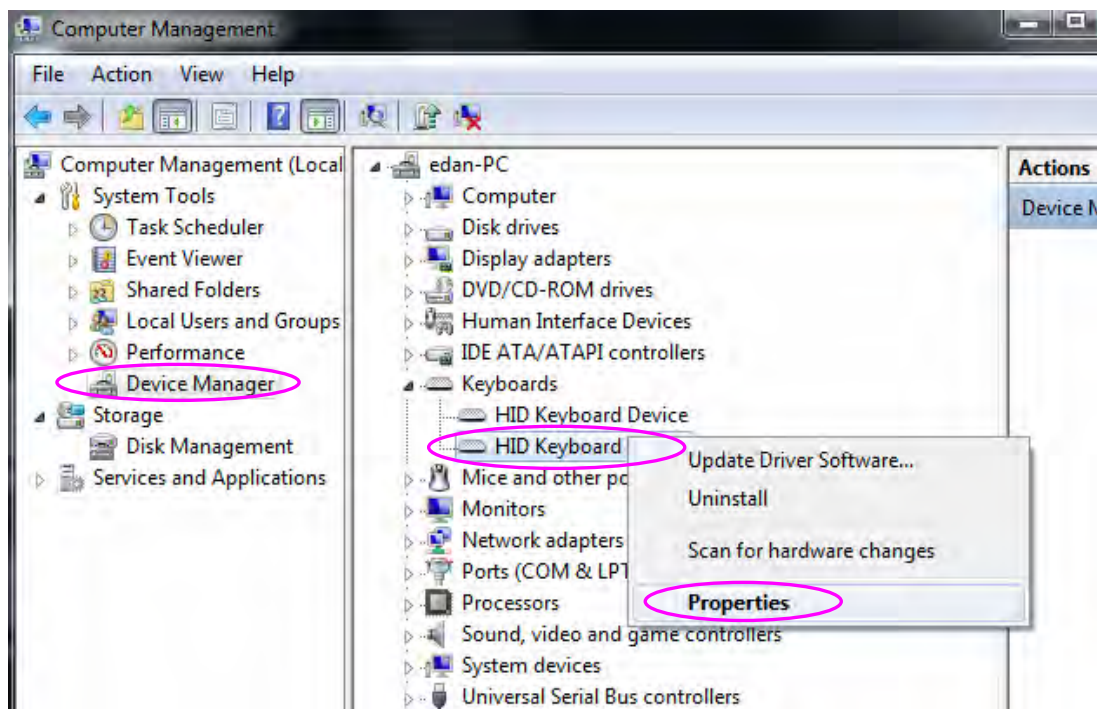 Computer Management
File Action View Help
Computer Management (Local
System Tools
Task Scheduler
Event Viewer
Shared Folders
Local Users and Groups
Performance
Device Manager
Storage
Disk Management
Services and Applications
edan-PC
Computer
Disk drives
Display adapters
DVD/CD-ROM drives
Human Interface Devices
IDE ATA/ATAPI controllers
Keyboards
HID Keyboard Device
HID Keyboard
Mice and other po
Monitors
Network adapters
Ports (COM & LPT
Processors
Sound, video and game controllers
System devices
Universal Serial Bus controllers
Update Driver Software...
Uninstall
Scan for hardware changes
Properties
Actions
Device M